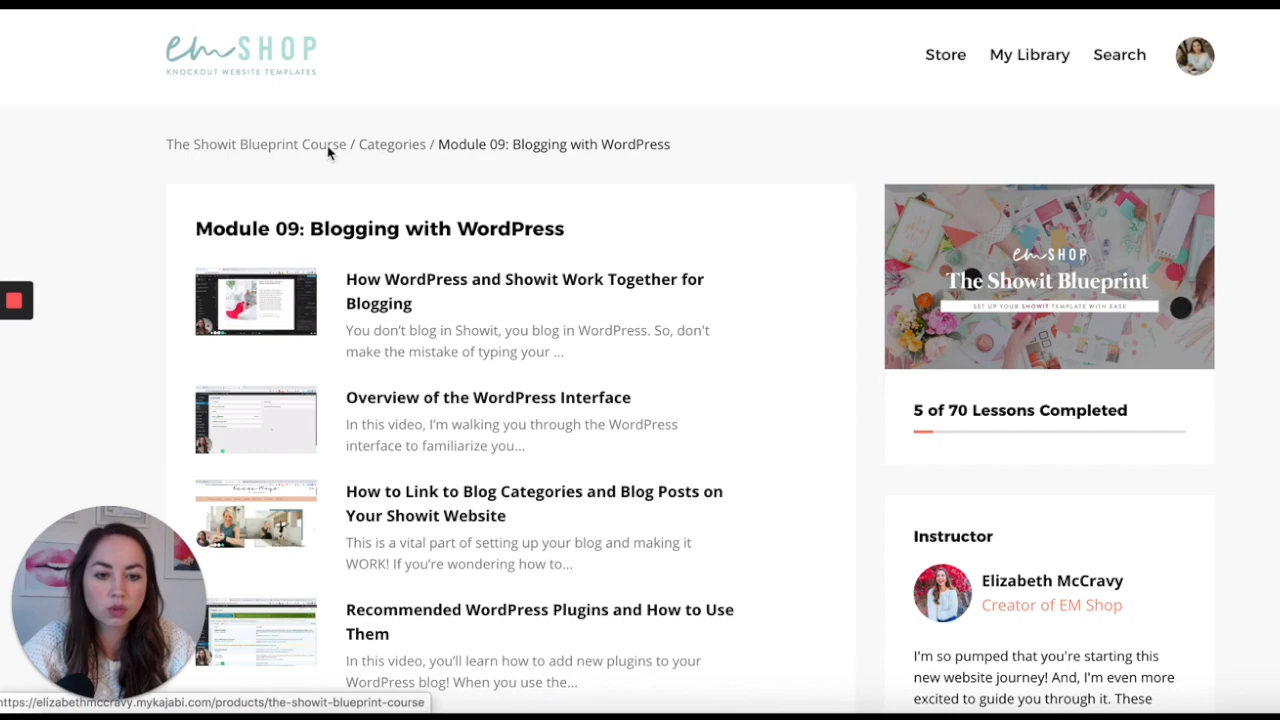 em SHOP
KNOCKOUT WEBSITE TEMPLATES
Store My Library Search
The Showit Blueprint Course / Categories / Module 09: Blogging with WordPress
Module 09: Blogging with WordPress
How WordPress and Showit Work Together for
Blogging
You don't blog in Showit, you blog in WordPress. So, don't
make the mistake of typing your ...
Overview of the WordPress Interface
In this video, I'm walking you through the WordPress
interface to familiarize you...
How to Link to Blog Categories and Blog Posts on
Your Showit Website
This is a vital part of setting up your blog and making it
WORK! If you're wondering how to...
Recommended WordPress Plugins and How to Use
Them
In this video, you'll learn how to add new plugins to your
WordPress blog! When you use the...
em SHOP
The Showit Blueprint
SET UP YOUR SHOWIT TEMPLATE WITH EASE
5 of 70 Lessons Completed
Instructor
Elizabeth McCravy
Creator of EM Shop
I'm so pumped that you're starting this
new website journey! And, I'm even more
excited to guide you through it. These
https://elizabethmccravy.mykajabi.com/products/the-showit-blueprint-course